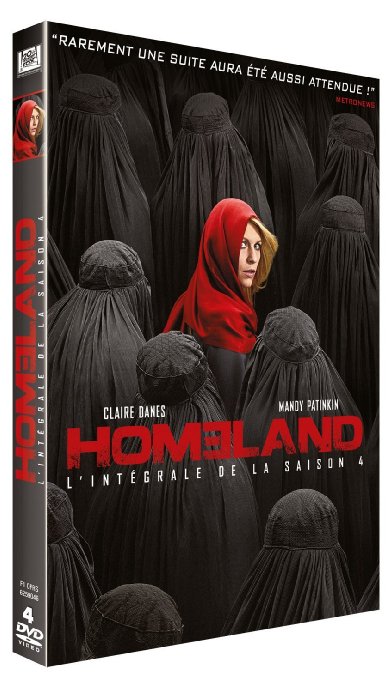 "RAREMENT UNE SUITE AURA ÉTÉ AUSSI ATTENDUE !"
METRONEWS
CLAIRE DANES
MANDY PATINKIN
HOMELAND
L'INTÉGRALE DE LA SAISON 4
HOMELAND
L'INTÉGRALE DE LA SAISON 4
4
DVD
VIDEO